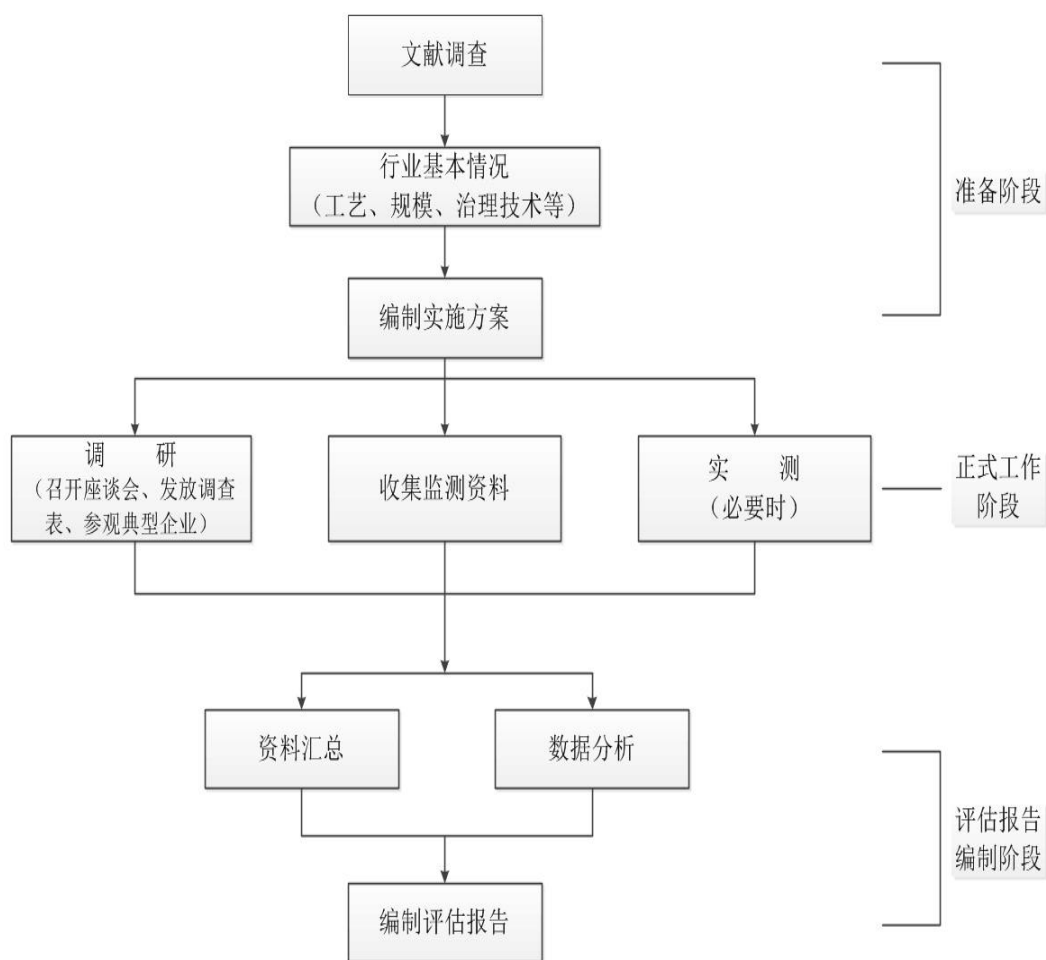 文献调查
行业基本情况
（工艺、规模、治理技术等）
准备阶段
编制实施方案
调 研
（召开座谈会、发放调查
表、参观典型企业）
收集监测资料
实 测
（必要时）
正式工作
阶段
资料汇总
数据分析
评估报告
编制阶段
编制评估报告